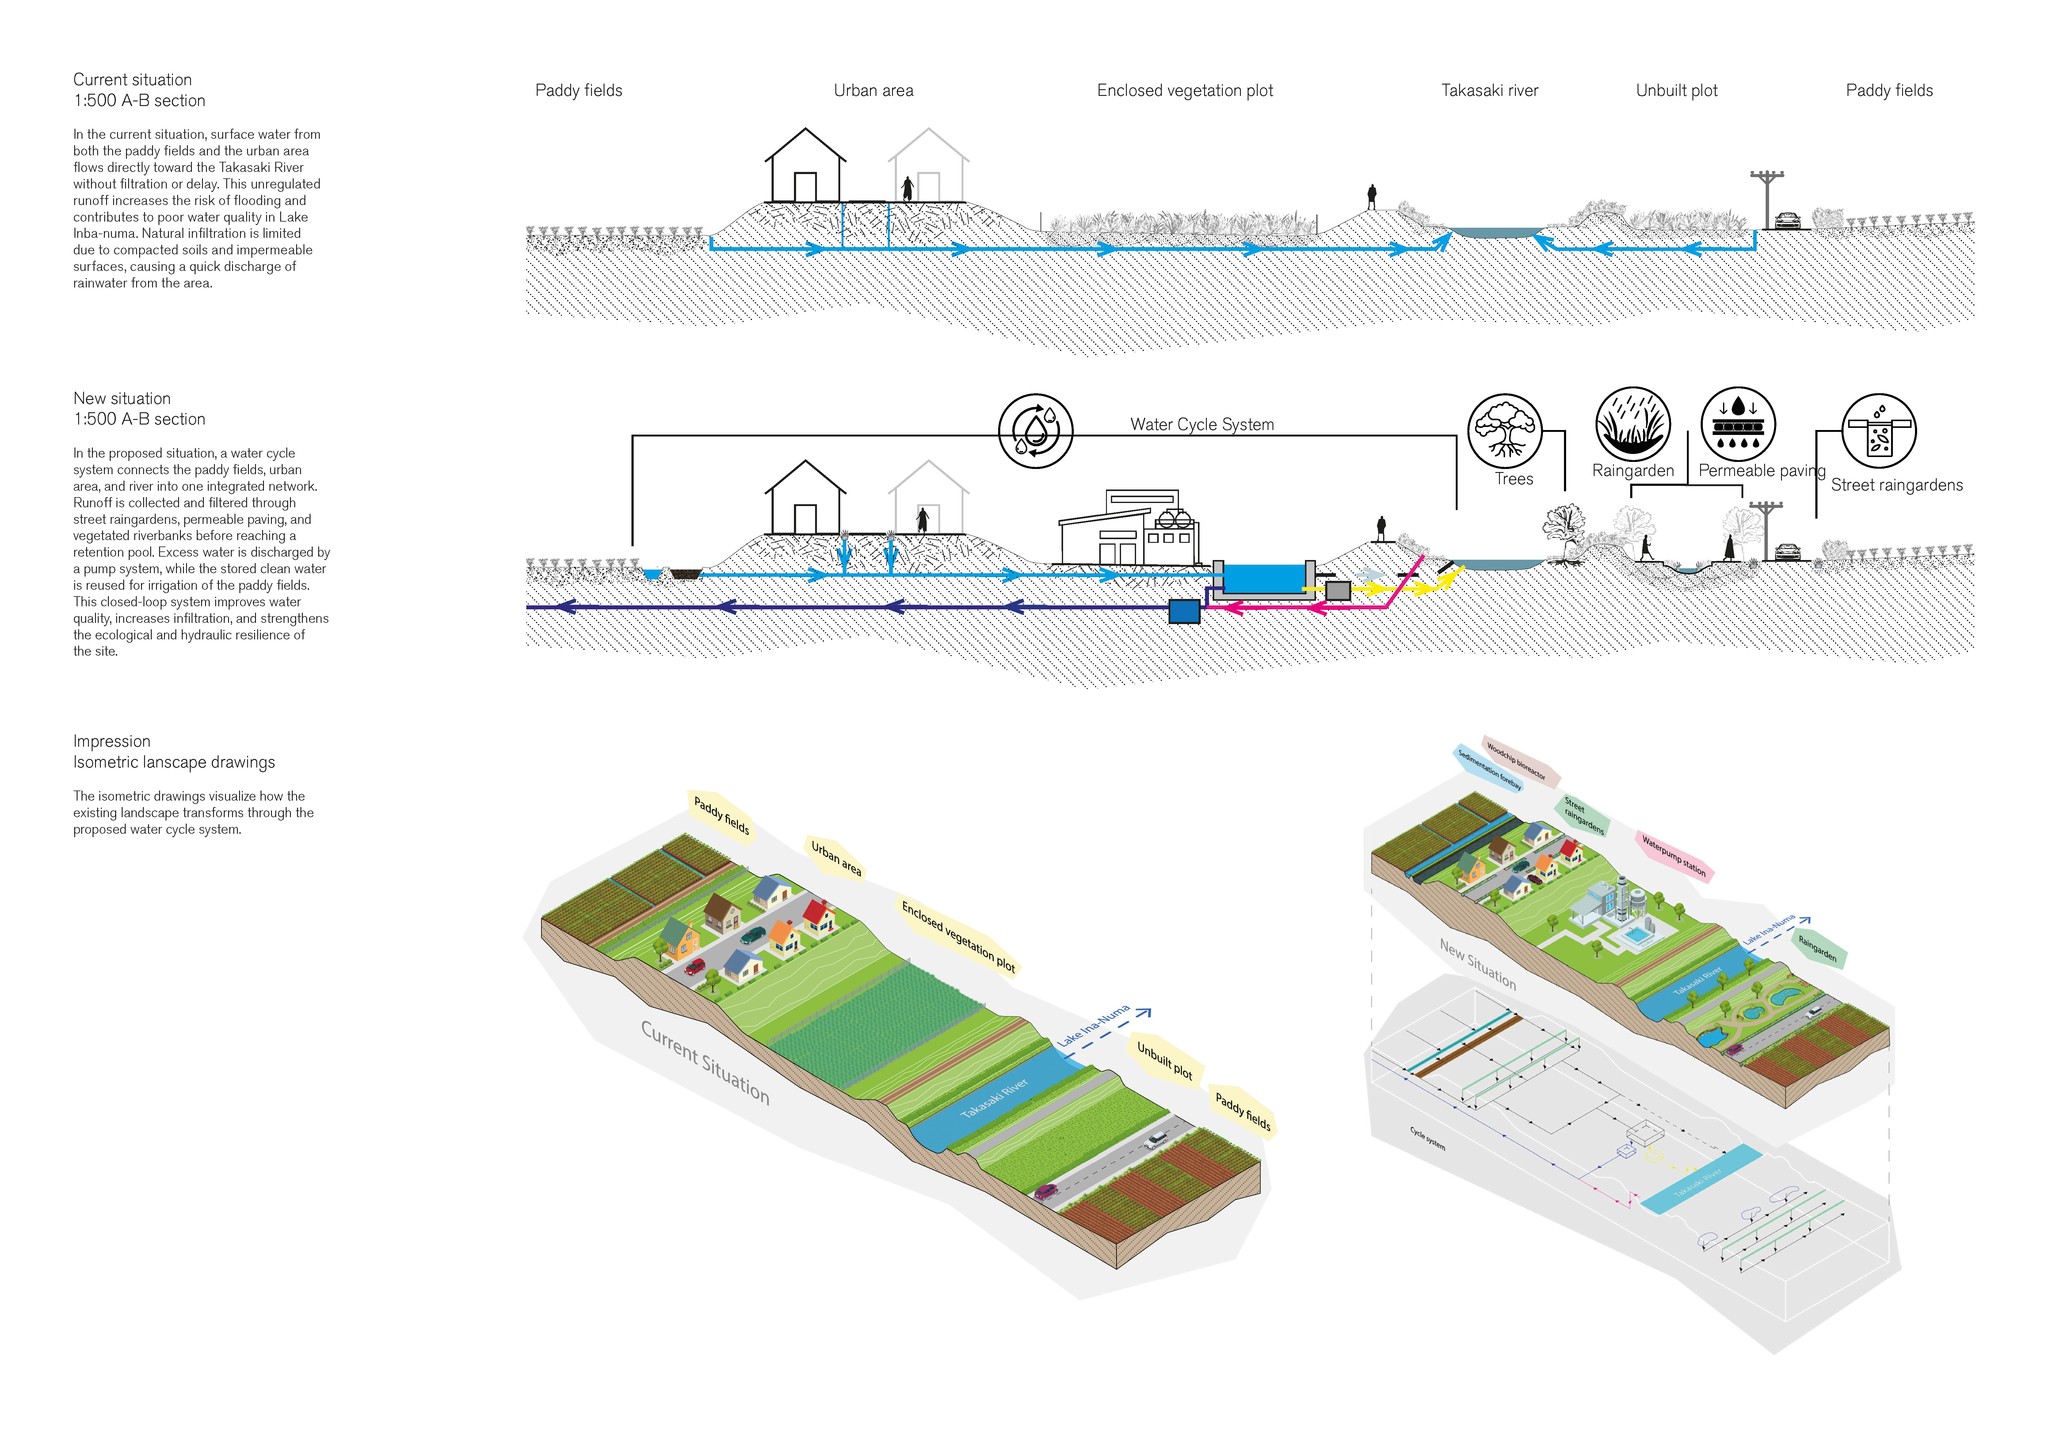 Current situation
1:500 A-B section
In the current situation, surface water from
both the paddy fields and the urban area
flows directly toward the Takasaki River
without filtration or delay. This unregulated
runoff increases the risk of flooding and
contributes to poor water quality in Lake
Inba-numa. Natural infiltration is limited
due to compacted soils and impermeable
surfaces, causing a quick discharge of
rainwater from the area.
Paddy fields
Urban area
Enclosed vegetation plot
Takasaki river
Unbuilt plot
Paddy fields
New situation
1:500 A-B section
In the proposed situation, a water cycle
system connects the paddy fields, urban
area, and river into one integrated network.
Runoff is collected and filtered through
street raingardens, permeable paving, and
vegetated riverbanks before reaching a
retention pool. Excess water is discharged by
a pump system, while the stored clean water
is reused for irrigation of the paddy fields.
This closed-loop system improves water
quality, increases infiltration, and strengthens
the ecological and hydraulic resilience of
the site.
Water Cycle System
Trees
Raingarden
Permeable paving
Street raingardens
Impression
Isometric lanscape drawings
The isometric drawings visualize how the
existing landscape transforms through the
proposed water cycle system.
Paddy fields
Urban area
Enclosed vegetation plot
Lake Ina-Numa
Unbuilt plot
Paddy fields
Takasaki River
Current Situation
Woodchip bioreactor
Sedimentation forebay
Street
raingardens
Waterpump station
Lake Ina-Numa
Raingarden
Takasaki River
New Situation
Cycle system
Takasaki River